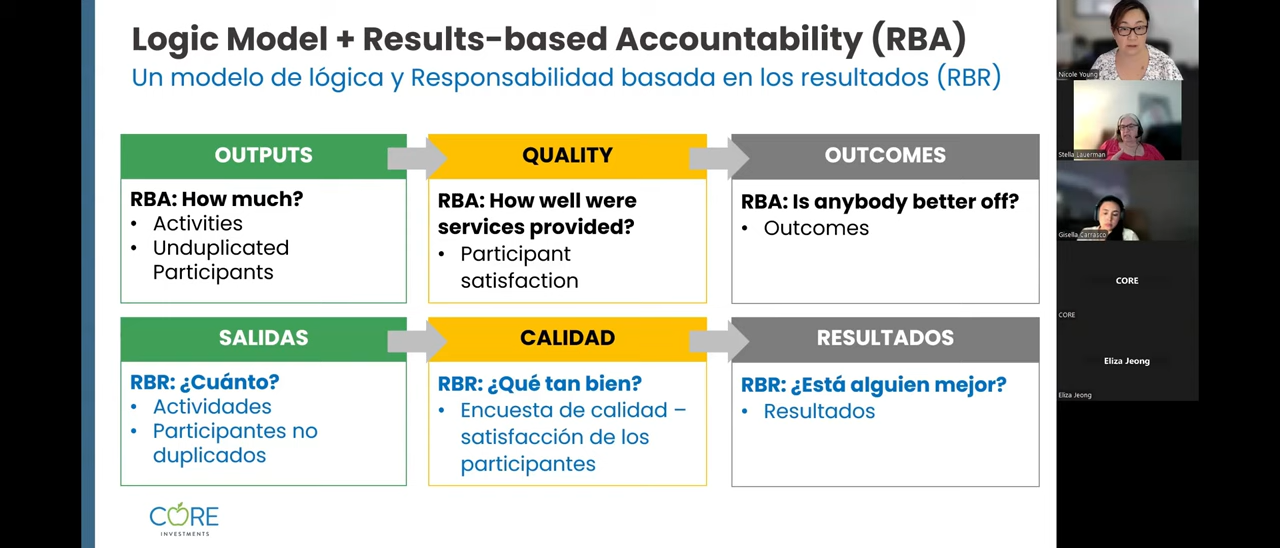 Logic Model + Results-based Accountability (RBA)
Un modelo de lógica y Responsabilidad basada en los resultados (RBR)
OUTPUTS
RBA: How much?
• Activities
• Unduplicated
Participants
QUALITY
RBA: How well were
services provided?
• Participant
satisfaction
OUTCOMES
RBA: Is anybody better off?
• Outcomes
SALIDAS
RBR: ¿Cuánto?
• Actividades
• Participantes no
duplicados
CALIDAD
RBR: ¿Qué tan bien?
• Encuesta de calidad –
satisfacción de los
participantes
RESULTADOS
RBR: ¿Está alguien mejor?
• Resultados
CORE
INVESTMENTS
Nicole Young
Stella Lauerman
Gisella Carrasco
CORE
CORE
Eliza Jeong
Eliza Jeong